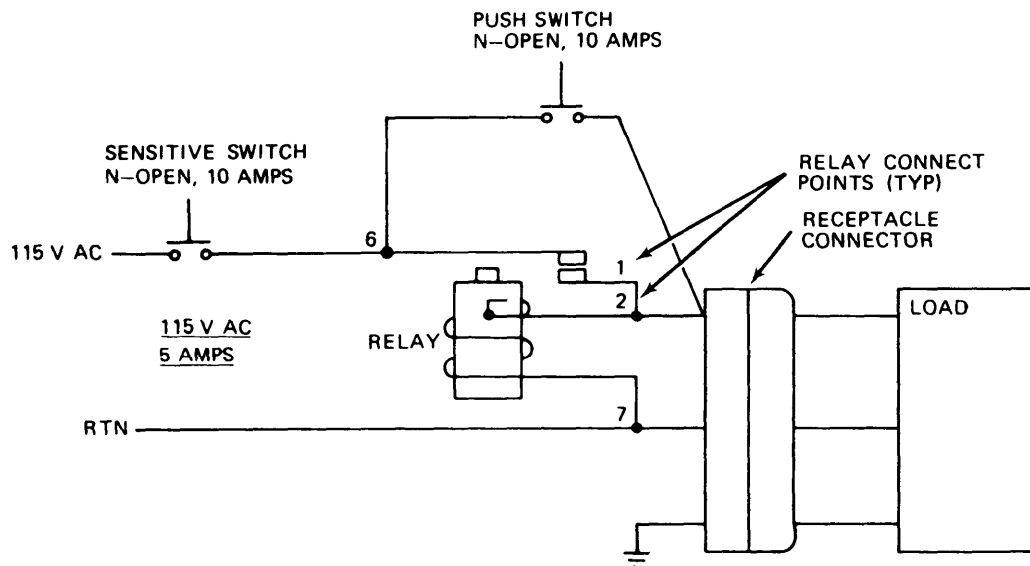 PUSH SWITCH
N–OPEN, 10 AMPS
SENSITIVE SWITCH
N–OPEN, 10 AMPS
RELAY CONNECT
POINTS (TYP)
RECEPTACLE
CONNECTOR
115 V AC
6
1
2
LOAD
115 V AC
5 AMPS
RELAY
7
RTN